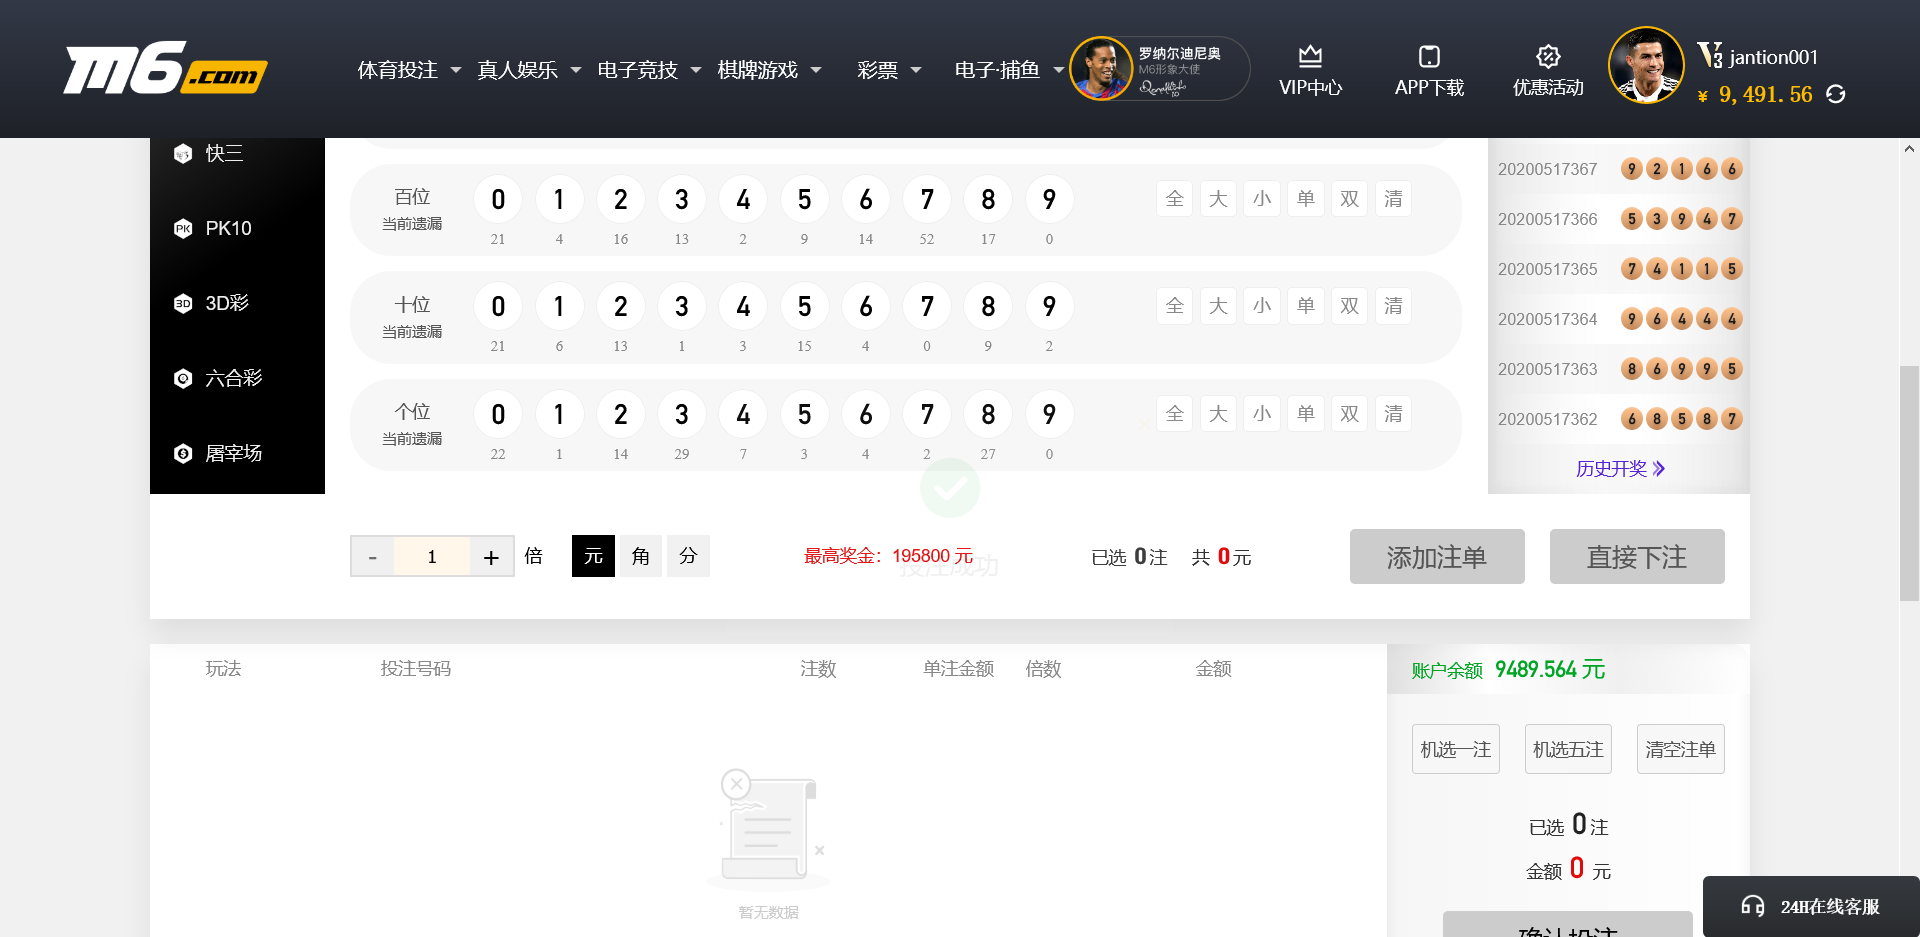 M6.com
体育投注 真人娱乐 电子竞技 棋牌游戏 彩票 电子·捕鱼
罗纳尔迪尼奥
M6形象大使
VIP中心 APP下载 优惠活动
V3 jantion001
¥ 9,491.56
快三
PK10
3D彩
六合彩
屠宰场
百位 0 1 2 3 4 5 6 7 8 9 全 大 小 单 双 清
当前遗漏 21 4 16 13 2 9 14 52 17 0
十位 0 1 2 3 4 5 6 7 8 9 全 大 小 单 双 清
当前遗漏 21 6 13 1 3 15 4 0 9 2
个位 0 1 2 3 4 5 6 7 8 9 全 大 小 单 双 清
当前遗漏 22 1 14 29 7 3 4 2 27 0
20200517367 9 2 1 6 6
20200517366 5 3 9 4 7
20200517365 7 4 1 1 5
20200517364 9 6 4 4 4
20200517363 8 6 9 9 5
20200517362 6 8 5 8 7
历史开奖
- 1 + 倍 元 角 分 最高奖金：195800 元 已选 0 注 共 0 元 添加注单 直接下注
投注成功
玩法 投注号码 注数 单注金额 倍数 金额
暂无数据
账户余额 9489.564 元
机选一注 机选五注 清空注单
已选 0 注
金额 0 元
确认投注
24H在线客服